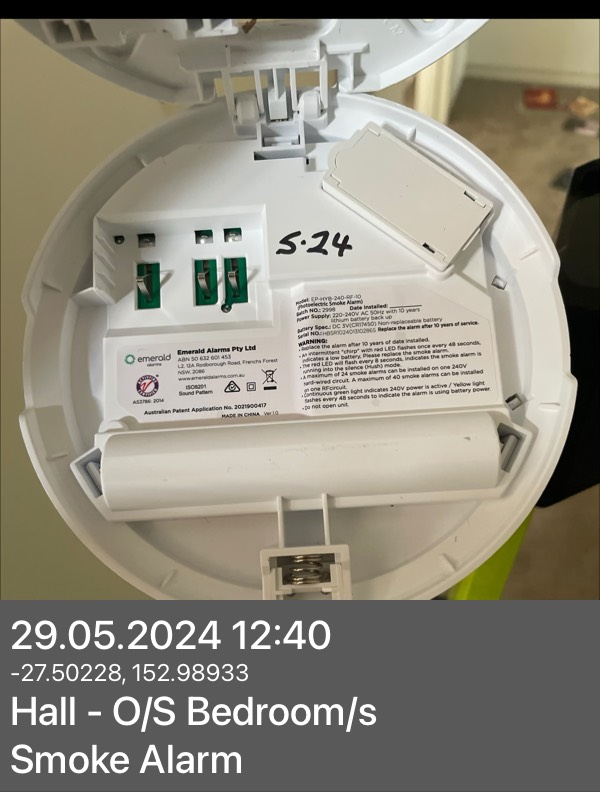 5.24
Model: EP-HYB-240-RF-10
(Photoelectric Smoke Alarm)
Batch NO.: 2998 Date Installed:
Power Supply: 220-240V AC 50Hz with 10 years
lithium battery back up
Battery Spec.: DC 3V(CR17450) Non-replaceable battery
Serial NO.: Replace the alarm after 10 years of service.
WARNING:
Replace the alarm 10 years of date installed.
An intermittent "chirp" with red LED flashes once every 48 seconds,
indicates a low battery. Please replace the smoke alarm.
The red LED will flash every 8 seconds, indicates the smoke alarm is
running into the silence (Hush) mode.
A maximum of 24 smoke alarms can be installed on one 240V
hard-wired circuit. A maximum of 40 smoke alarms can be installed
on one RFcircuit.
Continuous green light indicates 240V power is active / Yellow light
flashes every 48 seconds to indicate the alarm is using battery power.
Do not open unit.
emerald
Emerald Alarms Pty Ltd
ABN 50 632 601 453
L2, 12A Rodborough Road, Frenchs Forest
NSW, 2086
www.emeraldalarms.com.au
ISO8201
Sound Pattern
AS3786: 2014
Australian Patent Application No. 2021900417
MADE IN CHINA Ver1.0
29.05.2024 12:40
-27.50228, 152.98933
Hall - O/S Bedroom/s
Smoke Alarm